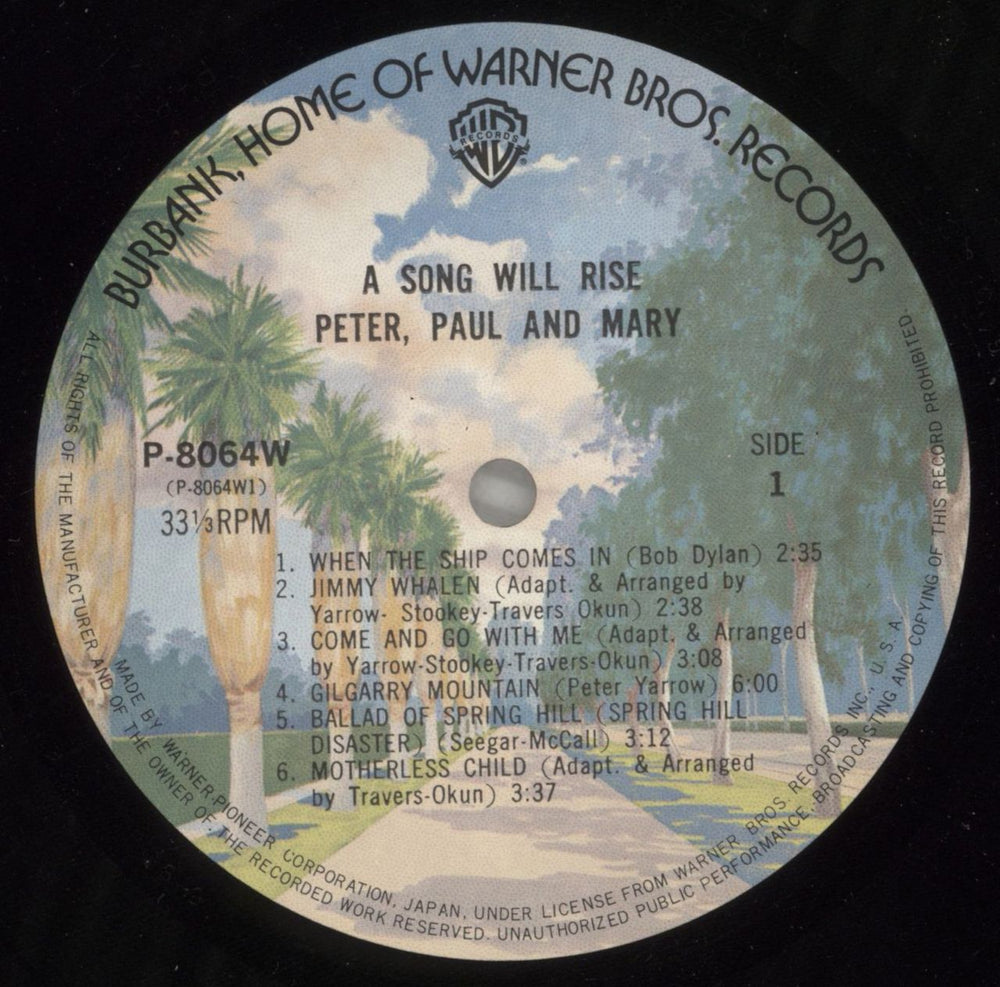 BURBANK, HOME OF WARNER BROS. RECORDS
RECORDS
A SONG WILL RISE
PETER, PAUL AND MARY
P-8064W
(P-8064W1)
33⅓RPM
SIDE
1
1. WHEN THE SHIP COMES IN (Bob Dylan) 2:35
2. JIMMY WHALEN (Adapt. & Arranged by
Yarrow- Stookey-Travers Okun) 2:38
3. COME AND GO WITH ME (Adapt. & Arranged
by Yarrow-Stookey-Travers-Okun) 3:08
4. GILGARRY MOUNTAIN (Peter Yarrow) 6:00
5. BALLAD OF SPRING HILL (SPRING HILL
DISASTER) (Seegar-McCall) 3:12
6. MOTHERLESS CHILD (Adapt. & Arranged
by Travers-Okun) 3:37
MADE BY WARNER-PIONEER CORPORATION, JAPAN, UNDER LICENSE FROM WARNER BROS. RECORDS INC., U. S. A.
ALL RIGHTS OF THE MANUFACTURER AND OF THE OWNER OF THE RECORDED WORK RESERVED. UNAUTHORIZED PUBLIC PERFORMANCE, BROADCASTING AND COPYING OF THIS RECORD PROHIBITED